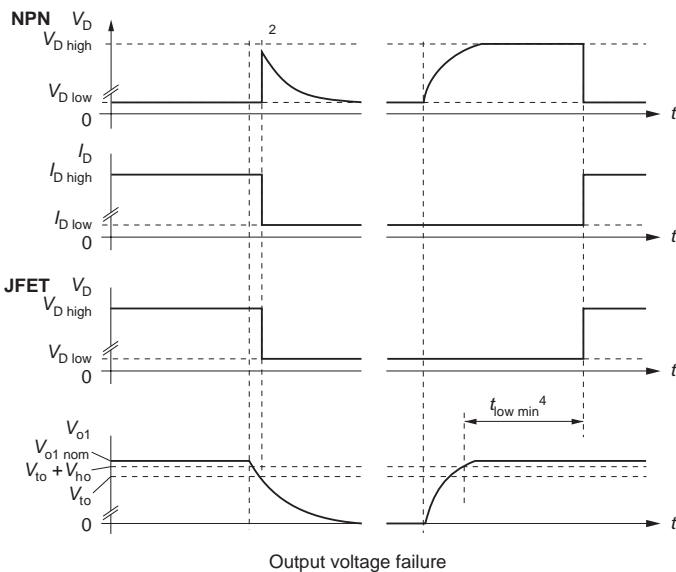 NPN V_D
V_D high
2
V_D low
0
t
I_D
I_D high
I_D low
0
t
JFET V_D
V_D high
V_D low
0
t
t_low min^4
V_o1
V_o1 nom
V_to + V_ho
V_to
0
t
Output voltage failure